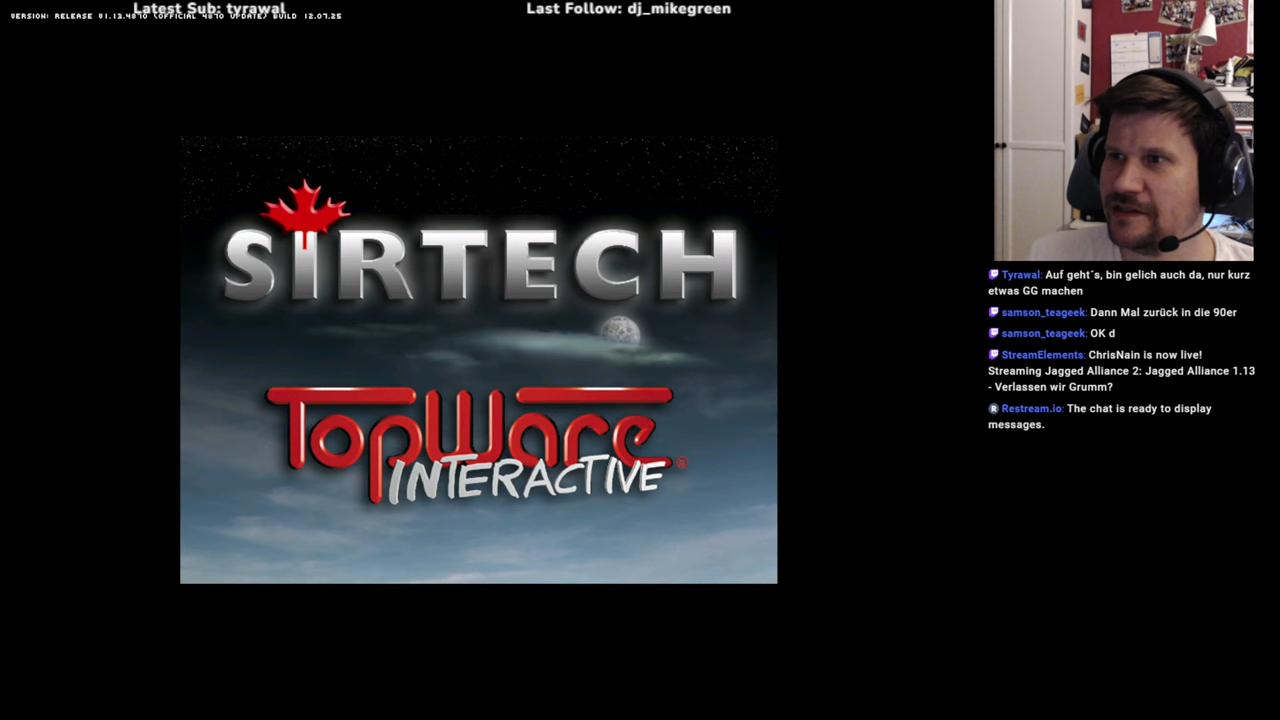 Latest Sub: tyrawal
Last Follow: dj_mikegreen
VERSION: RELEASE V1.13.4870 (OFFICIAL 4870 UPDATE) BUILD 12.07.25
SIRTECH
TopWare
INTERACTIVE
Tyrawal: Auf geht´s, bin gelich auch da, nur kurz
etwas GG machen
samson_teageek: Dann Mal zurück in die 90er
samson_teageek: OK d
StreamElements: ChrisNain is now live!
Streaming Jagged Alliance 2: Jagged Alliance 1.13
- Verlassen wir Grumm?
Restream.io: The chat is ready to display
messages.